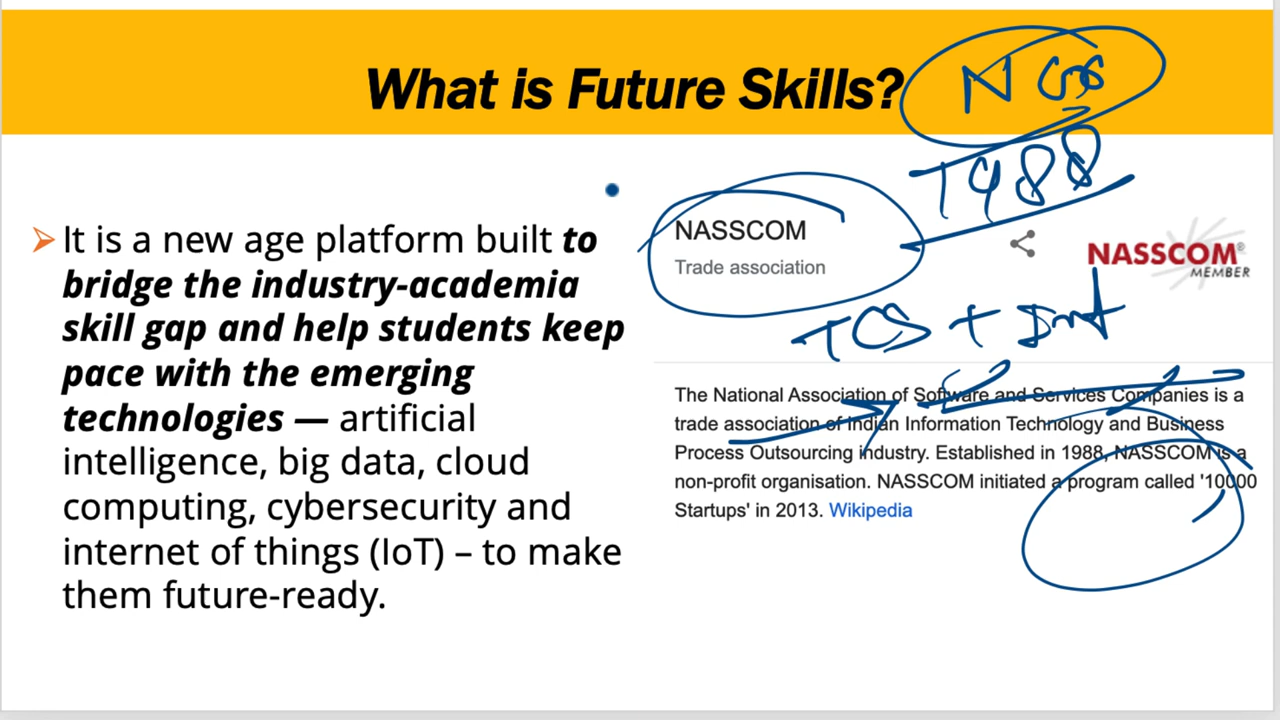 What is Future Skills?
N
1988
➢ It is a new age platform built to
bridge the industry-academia
skill gap and help students keep
pace with the emerging
technologies — artificial
intelligence, big data, cloud
computing, cybersecurity and
internet of things (IoT) – to make
them future-ready.
NASSCOM
Trade association
NASSCOM®
MEMBER
TCS +
The National Association of Software and Services Companies is a
trade association of Indian Information Technology and Business
Process Outsourcing industry. Established in 1988, NASSCOM is a
non-profit organisation. NASSCOM initiated a program called '10000
Startups' in 2013. Wikipedia